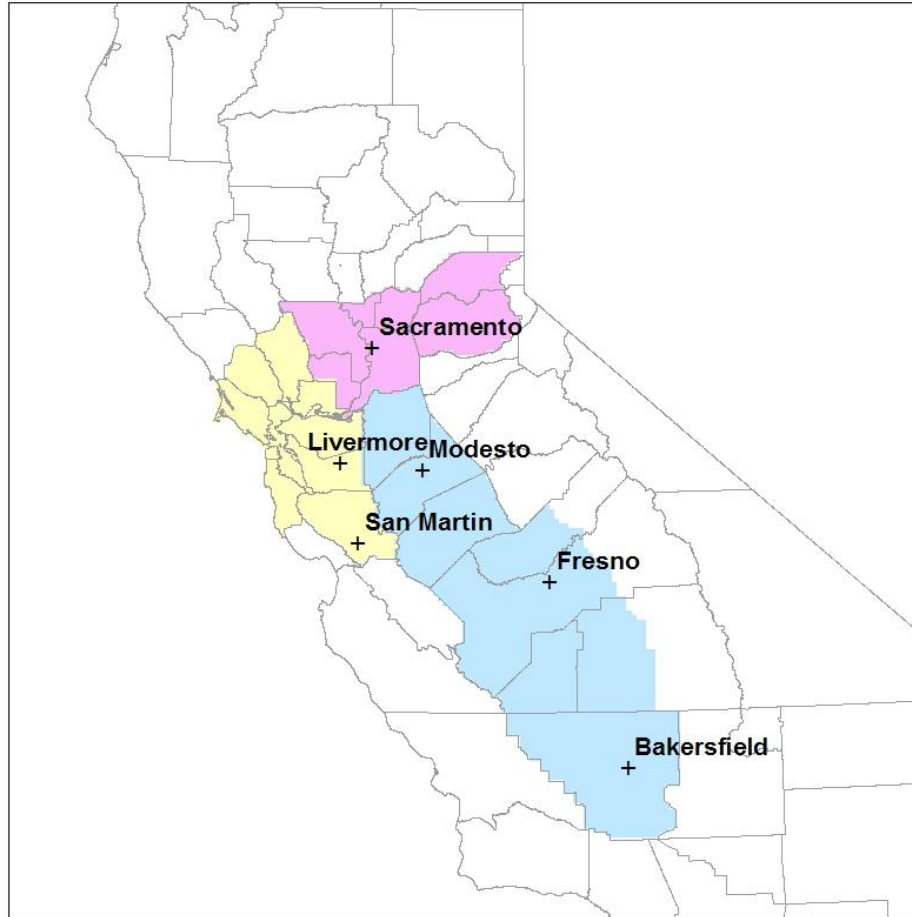 Sacramento
Livermore
Modesto
San Martin
Fresno
Bakersfield